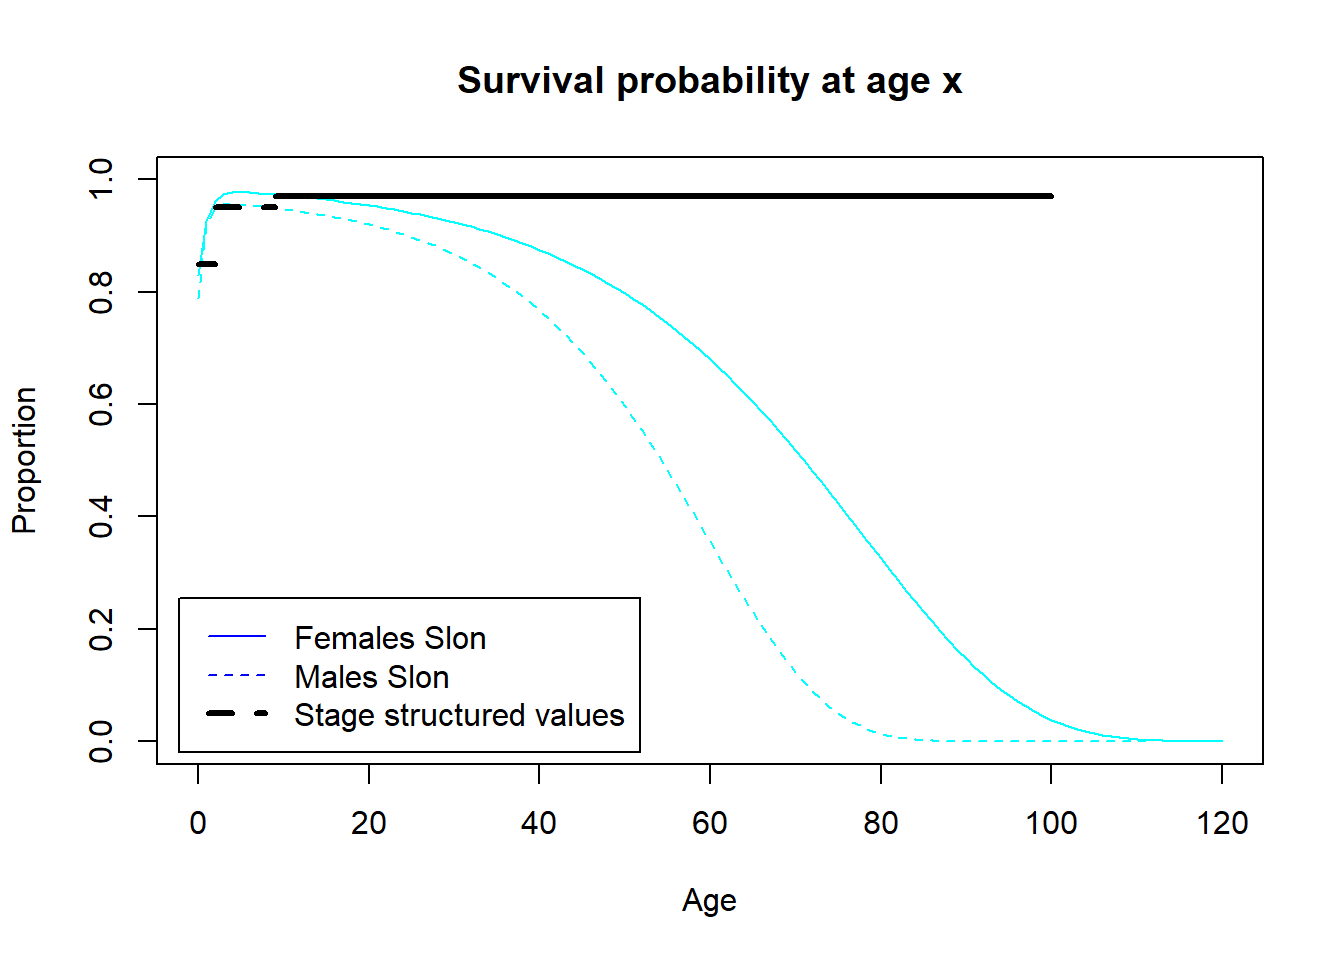 Survival probability at age x
1.0
0.8
0.6
0.4
0.2
0.0
Proportion
Females Slon
Males Slon
Stage structured values
0 20 40 60 80 100 120
Age